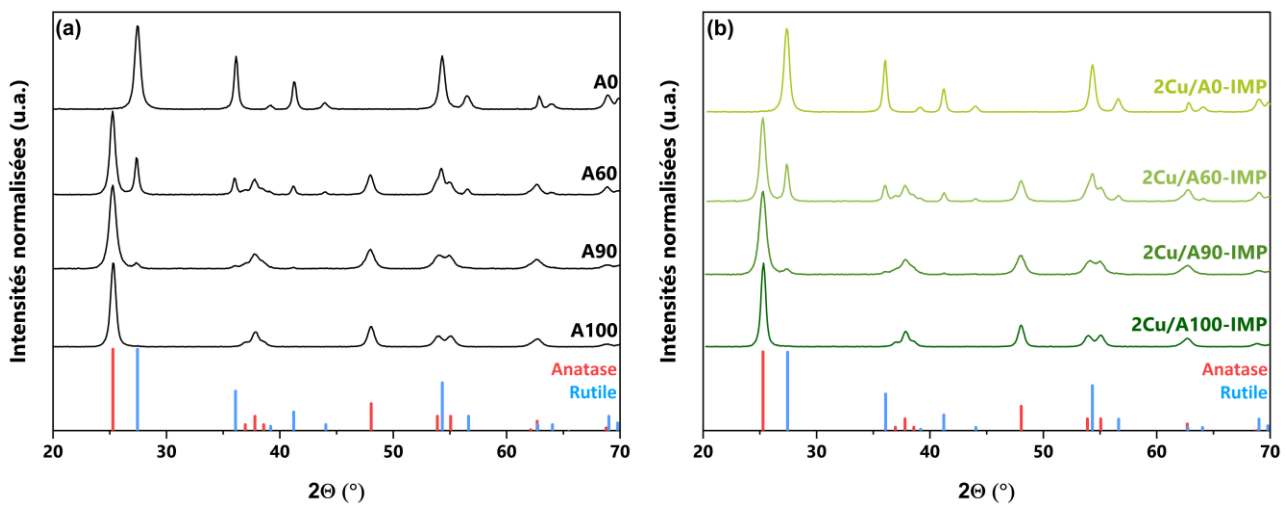 (a)
Intensités normalisées (u.a.)
A0
A60
A90
A100
Anatase
Rutile
20 30 40 50 60 70
2Θ (°)
(b)
Intensités normalisées (u.a.)
2Cu/A0-IMP
2Cu/A60-IMP
2Cu/A90-IMP
2Cu/A100-IMP
Anatase
Rutile
20 30 40 50 60 70
2Θ (°)